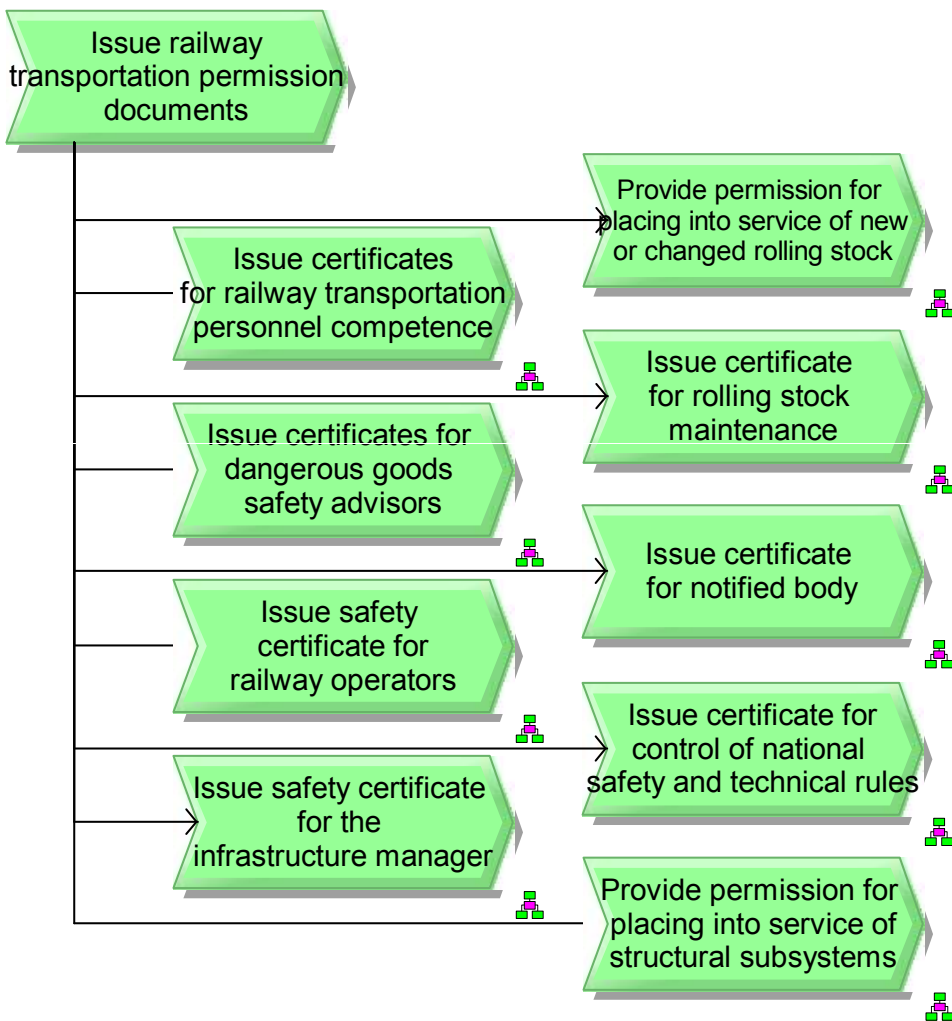 Issue railway
transportation permission
documents
Provide permission for
placing into service of new
or changed rolling stock
Issue certificates
for railway transportation
personnel competence
Issue certificate
for rolling stock
maintenance
Issue certificates for
dangerous goods
safety advisors
Issue certificate
for notified body
Issue safety
certificate for
railway operators
Issue certificate for
control of national
safety and technical rules
Issue safety certificate
for the
infrastructure manager
Provide permission for
placing into service of
structural subsystems